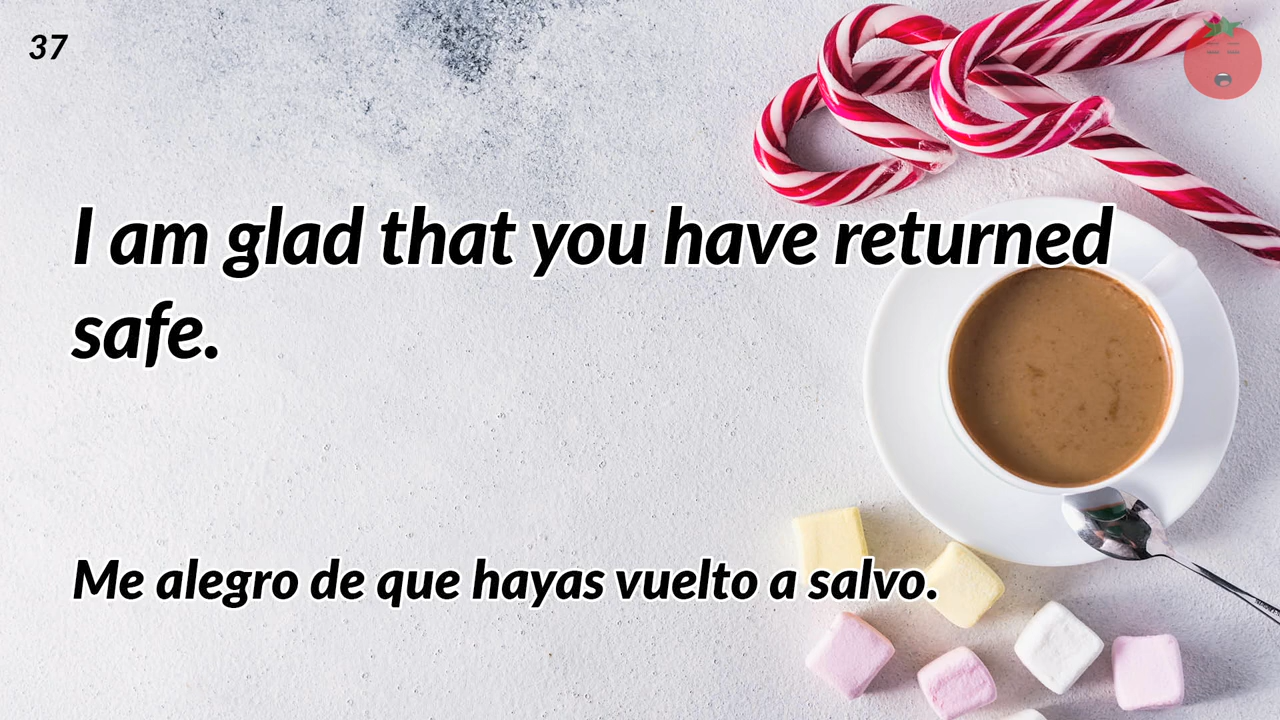 37
I am glad that you have returned
safe.
Me alegro de que hayas vuelto a salvo.